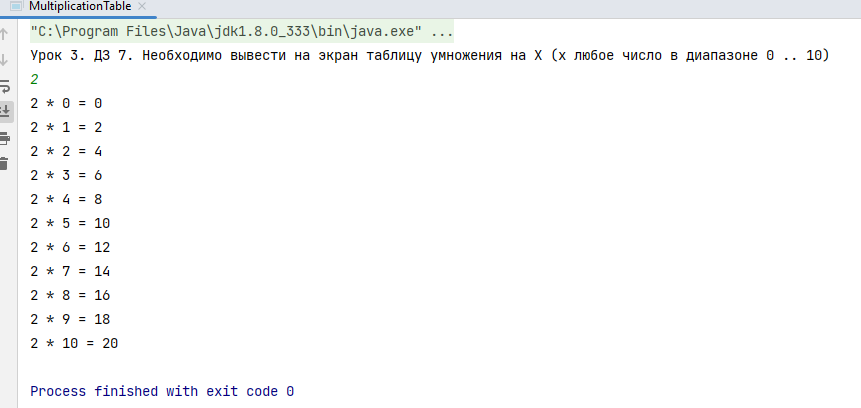 MultiplicationTable
"C:\Program Files\Java\jdk1.8.0_333\bin\java.exe" ...
Урок 3. ДЗ 7. Необходимо вывести на экран таблицу умножения на X (x любое число в диапазоне 0 .. 10)
2
2 * 0 = 0
2 * 1 = 2
2 * 2 = 4
2 * 3 = 6
2 * 4 = 8
2 * 5 = 10
2 * 6 = 12
2 * 7 = 14
2 * 8 = 16
2 * 9 = 18
2 * 10 = 20
Process finished with exit code 0